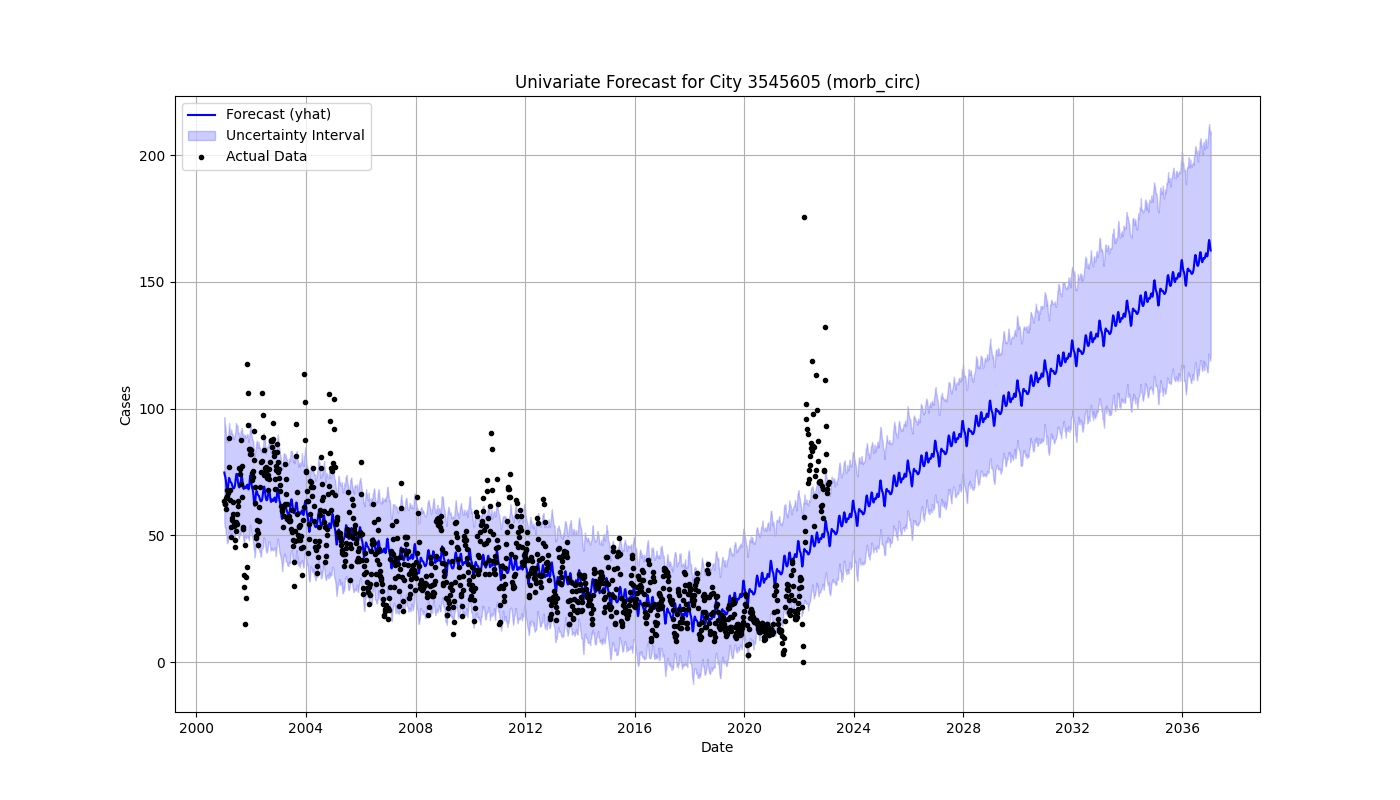 Univariate Forecast for City 3545605 (morb_circ)
Forecast (yhat)
Uncertainty Interval
Actual Data
Cases
200
150
100
50
0
2000 2004 2008 2012 2016 2020 2024 2028 2032 2036
Date